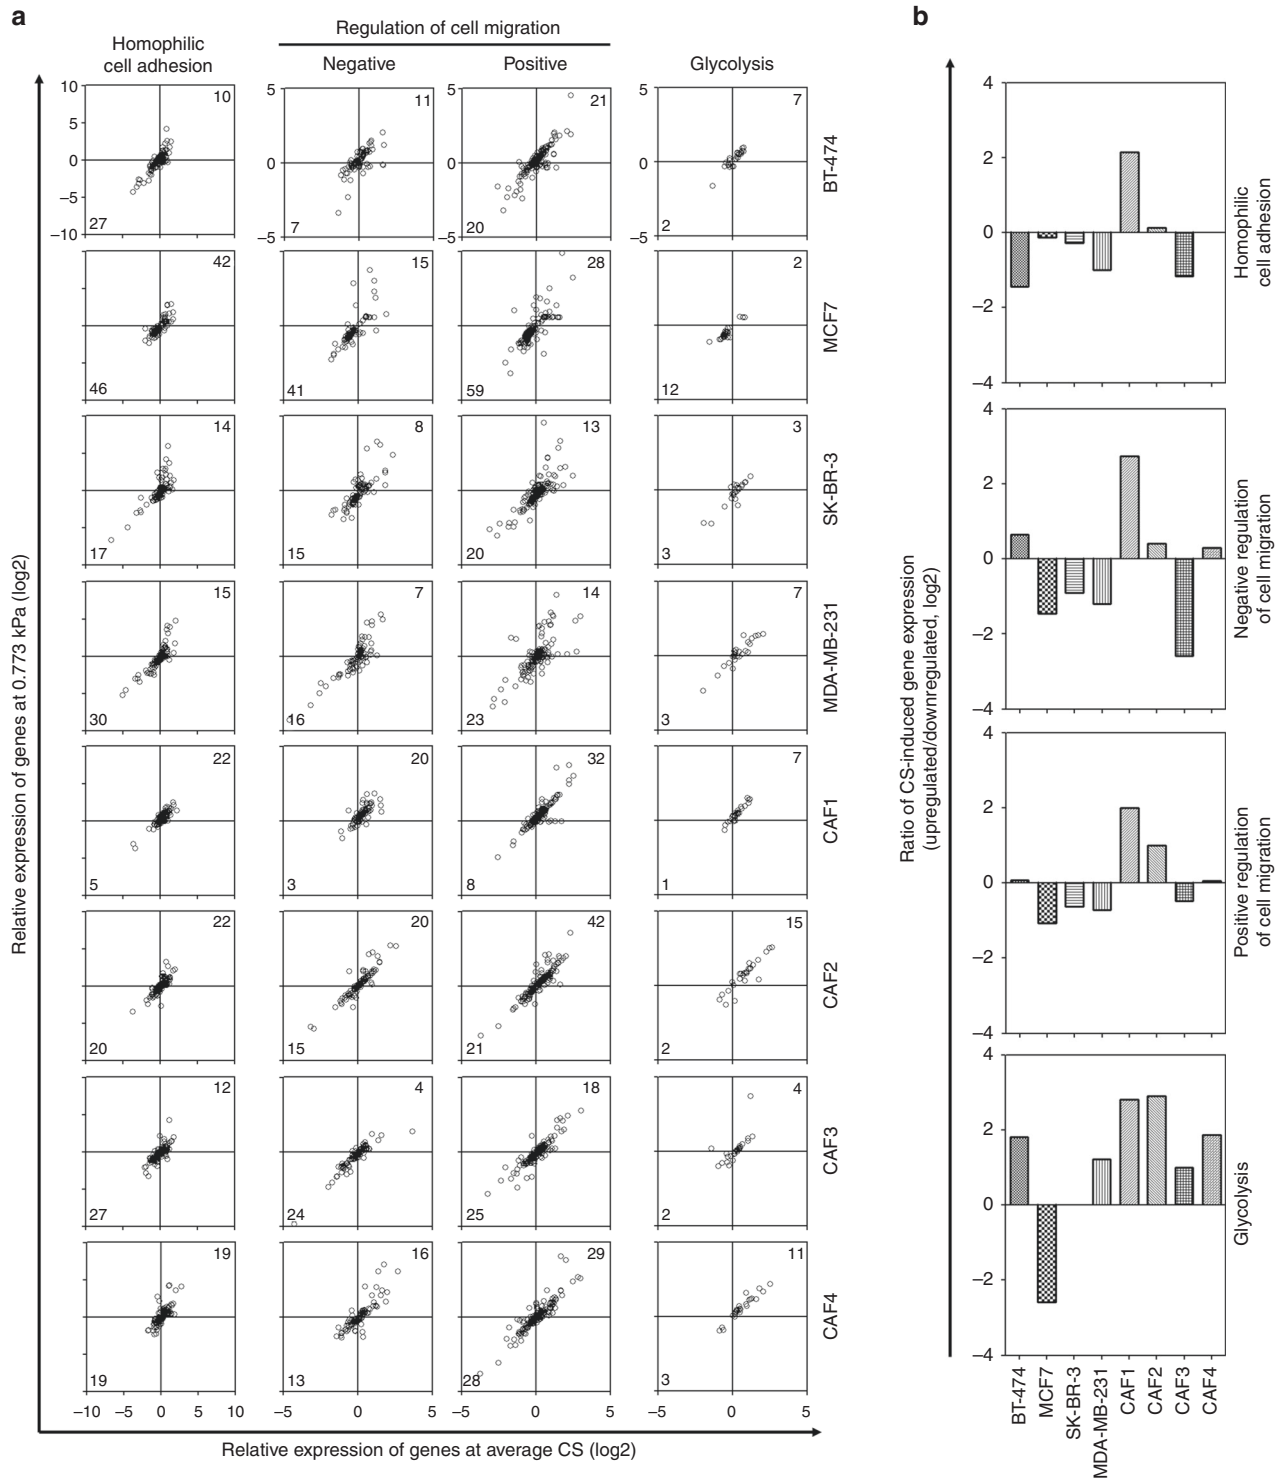 a
b
Regulation of cell migration
Homophilic
cell adhesion
Negative
Positive
Glycolysis
10
5
0
−5
−10
10
27
5
0
−5
11
7
5
0
−5
21
20
5
0
−5
7
2
BT-474
42
46
15
41
28
59
2
12
MCF7
14
17
8
15
13
20
3
3
SK-BR-3
15
30
7
16
14
23
7
3
MDA-MB-231
22
5
20
3
32
8
7
1
CAF1
22
20
20
15
42
21
15
2
CAF2
12
27
4
24
18
25
4
2
CAF3
19
19
16
13
29
28
11
3
CAF4
−10 −5 0 5 10
−5 0 5
−5 0 5
−5 0 5
Relative expression of genes at 0.773 kPa (log2)
Relative expression of genes at average CS (log2)
Ratio of CS-induced gene expression
(upregulated/downregulated, log2)
4
2
0
−2
−4
Homophilic
cell adhesion
4
2
0
−2
−4
Negative regulation
of cell migration
4
2
0
−2
−4
Positive regulation
of cell migration
4
2
0
−2
−4
Glycolysis
BT-474
MCF7
SK-BR-3
MDA-MB-231
CAF1
CAF2
CAF3
CAF4